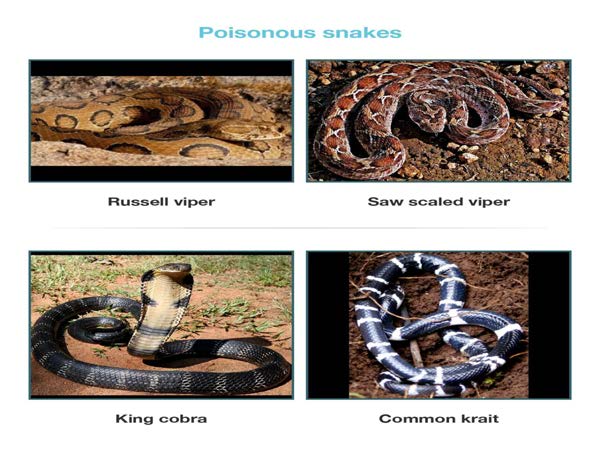 Poisonous snakes
Russell viper
Saw scaled viper
King cobra
Common krait